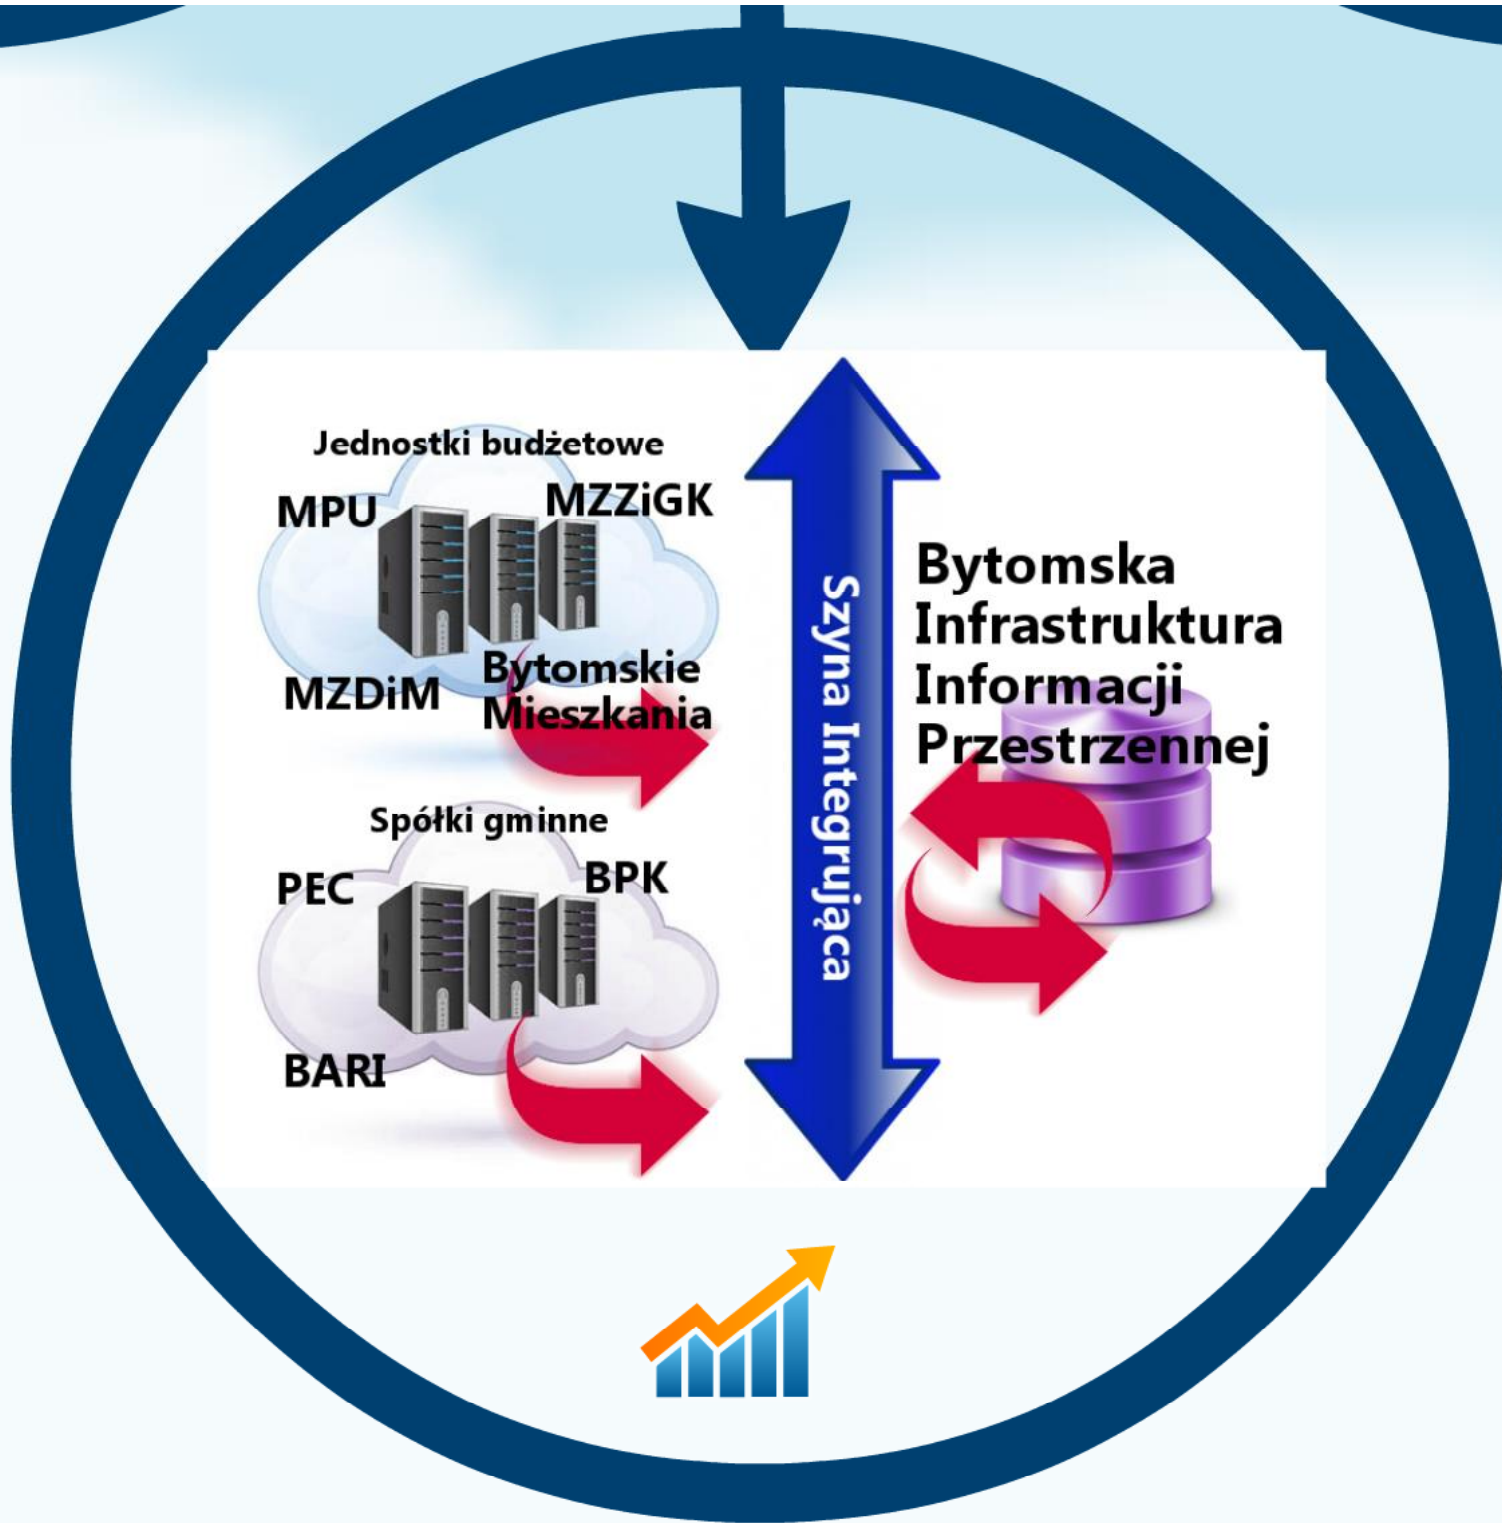 Jednostki budżetowe
MPU
MZZiGK
MZDiM
Bytomskie
Mieszkania
Spółki gminne
PEC
BPK
BARI
Szyna Integrująca
Bytomska
Infrastruktura
Informacji
Przestrzennej